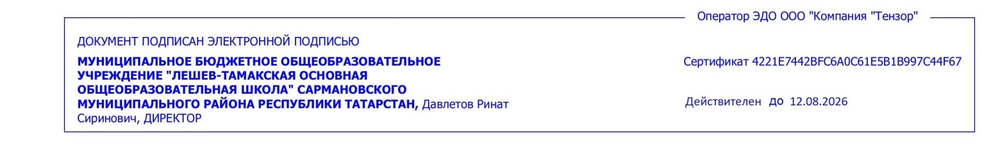 Оператор ЭДО ООО "Компания "Тензор"
ДОКУМЕНТ ПОДПИСАН ЭЛЕКТРОННОЙ ПОДПИСЬЮ
МУНИЦИПАЛЬНОЕ БЮДЖЕТНОЕ ОБЩЕОБРАЗОВАТЕЛЬНОЕ
УЧРЕЖДЕНИЕ "ЛЕШЕВ-ТАМАКСКАЯ ОСНОВНАЯ
ОБЩЕОБРАЗОВАТЕЛЬНАЯ ШКОЛА" САРМАНОВСКОГО
МУНИЦИПАЛЬНОГО РАЙОНА РЕСПУБЛИКИ ТАТАРСТАН, Давлетов Ринат
Сиринович, ДИРЕКТОР
Сертификат 4221E7442BFC6A0C61E5B1B997C44F67
Действителен до 12.08.2026